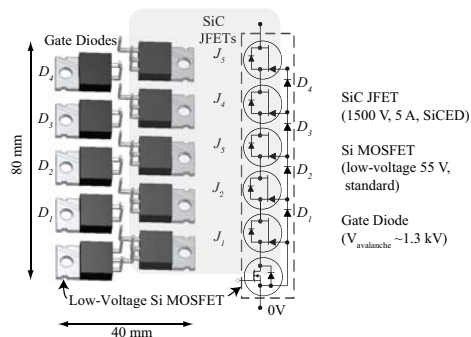 SiC
JFETs
Gate Diodes
D4
D3
D2
D1
80 mm
40 mm
J5
J4
J5
J2
J1
D4
D3
D2
D1
0V
Low-Voltage Si MOSFET
SiC JFET
(1500 V, 5 A, SiCED)
Si MOSFET
(low-voltage 55 V,
standard)
Gate Diode
(Vavalanche ~1.3 kV)